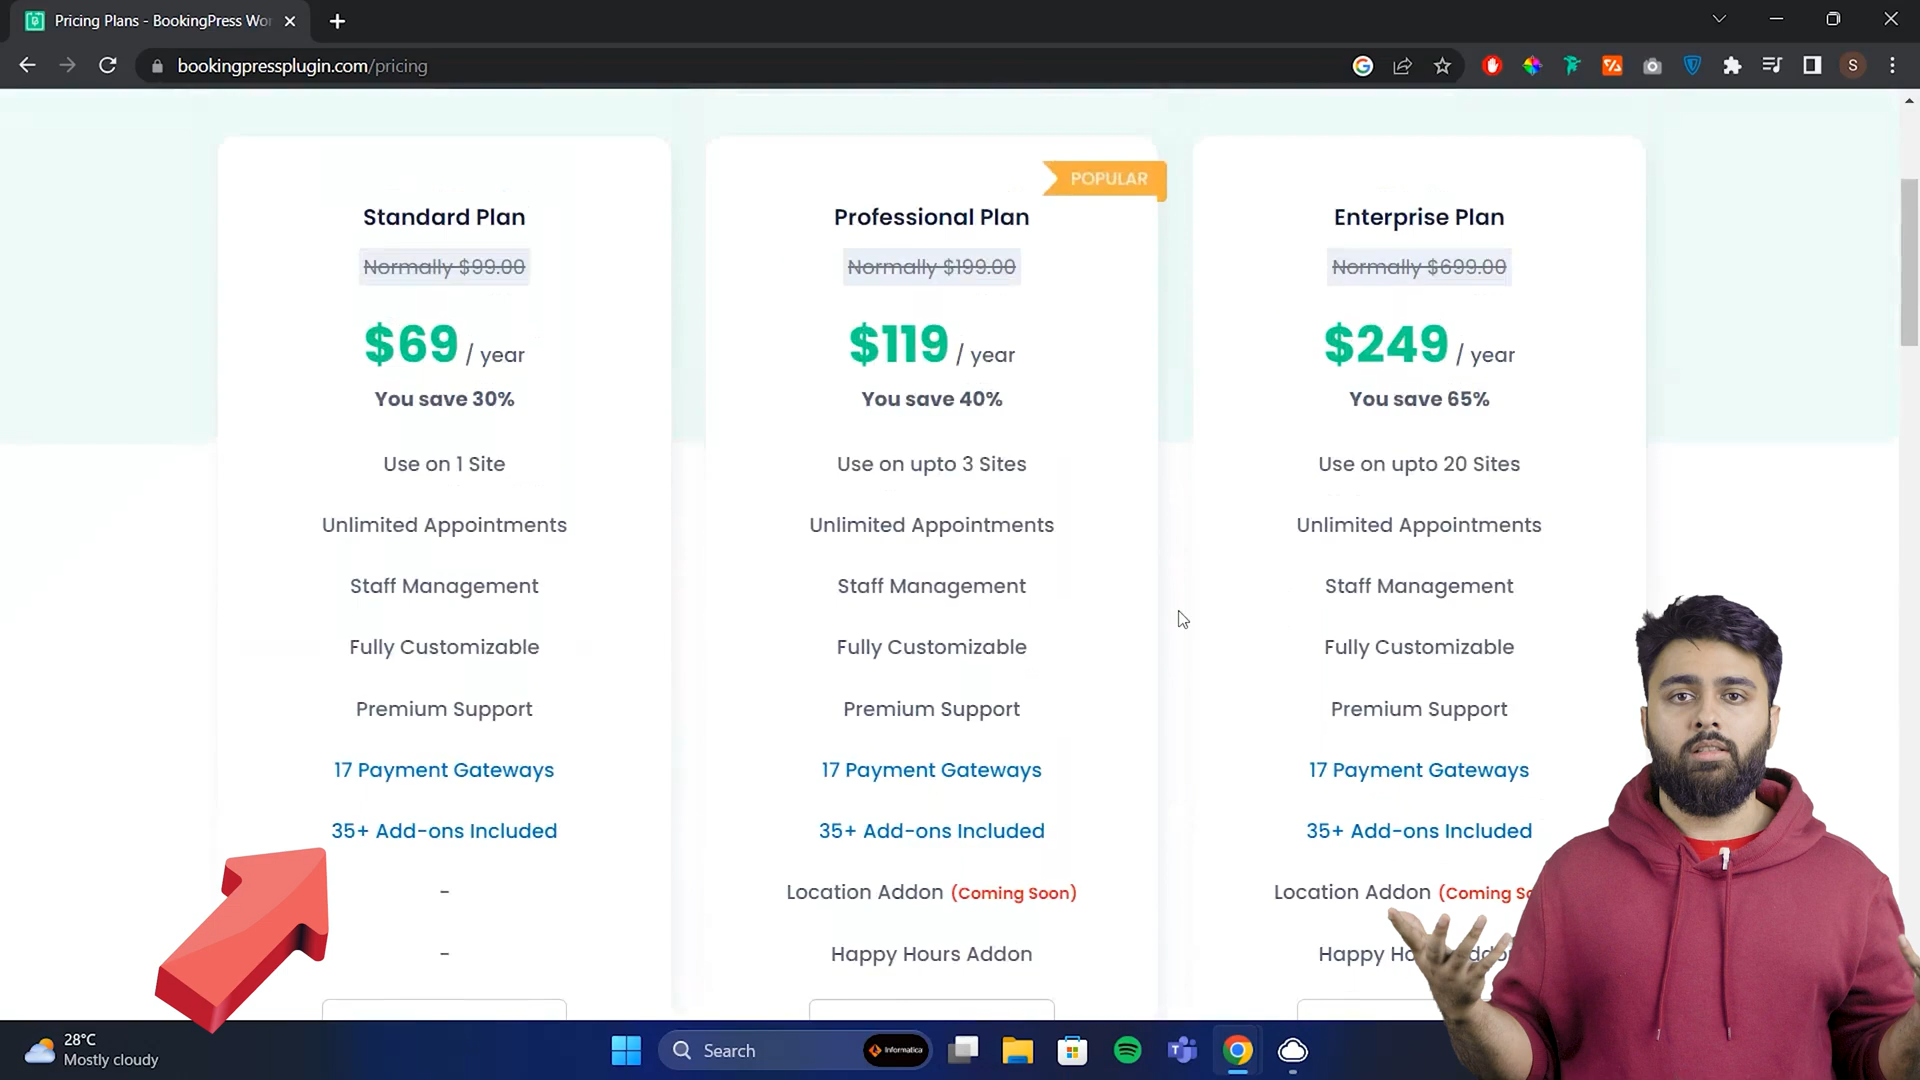 Pricing Plans - BookingPress Wor
bookingpressplugin.com/pricing
S
POPULAR
Standard Plan
Normally $99.00
$69 / year
You save 30%
Use on 1 Site
Unlimited Appointments
Staff Management
Fully Customizable
Premium Support
17 Payment Gateways
35+ Add-ons Included
-
-
Professional Plan
Normally $199.00
$119 / year
You save 40%
Use on upto 3 Sites
Unlimited Appointments
Staff Management
Fully Customizable
Premium Support
17 Payment Gateways
35+ Add-ons Included
Location Addon (Coming Soon)
Happy Hours Addon
Enterprise Plan
Normally $699.00
$249 / year
You save 65%
Use on upto 20 Sites
Unlimited Appointments
Staff Management
Fully Customizable
Premium Support
17 Payment Gateways
35+ Add-ons Included
Location Addon (Coming So
Happy Ho
28°C
Mostly cloudy
Search
Informatica